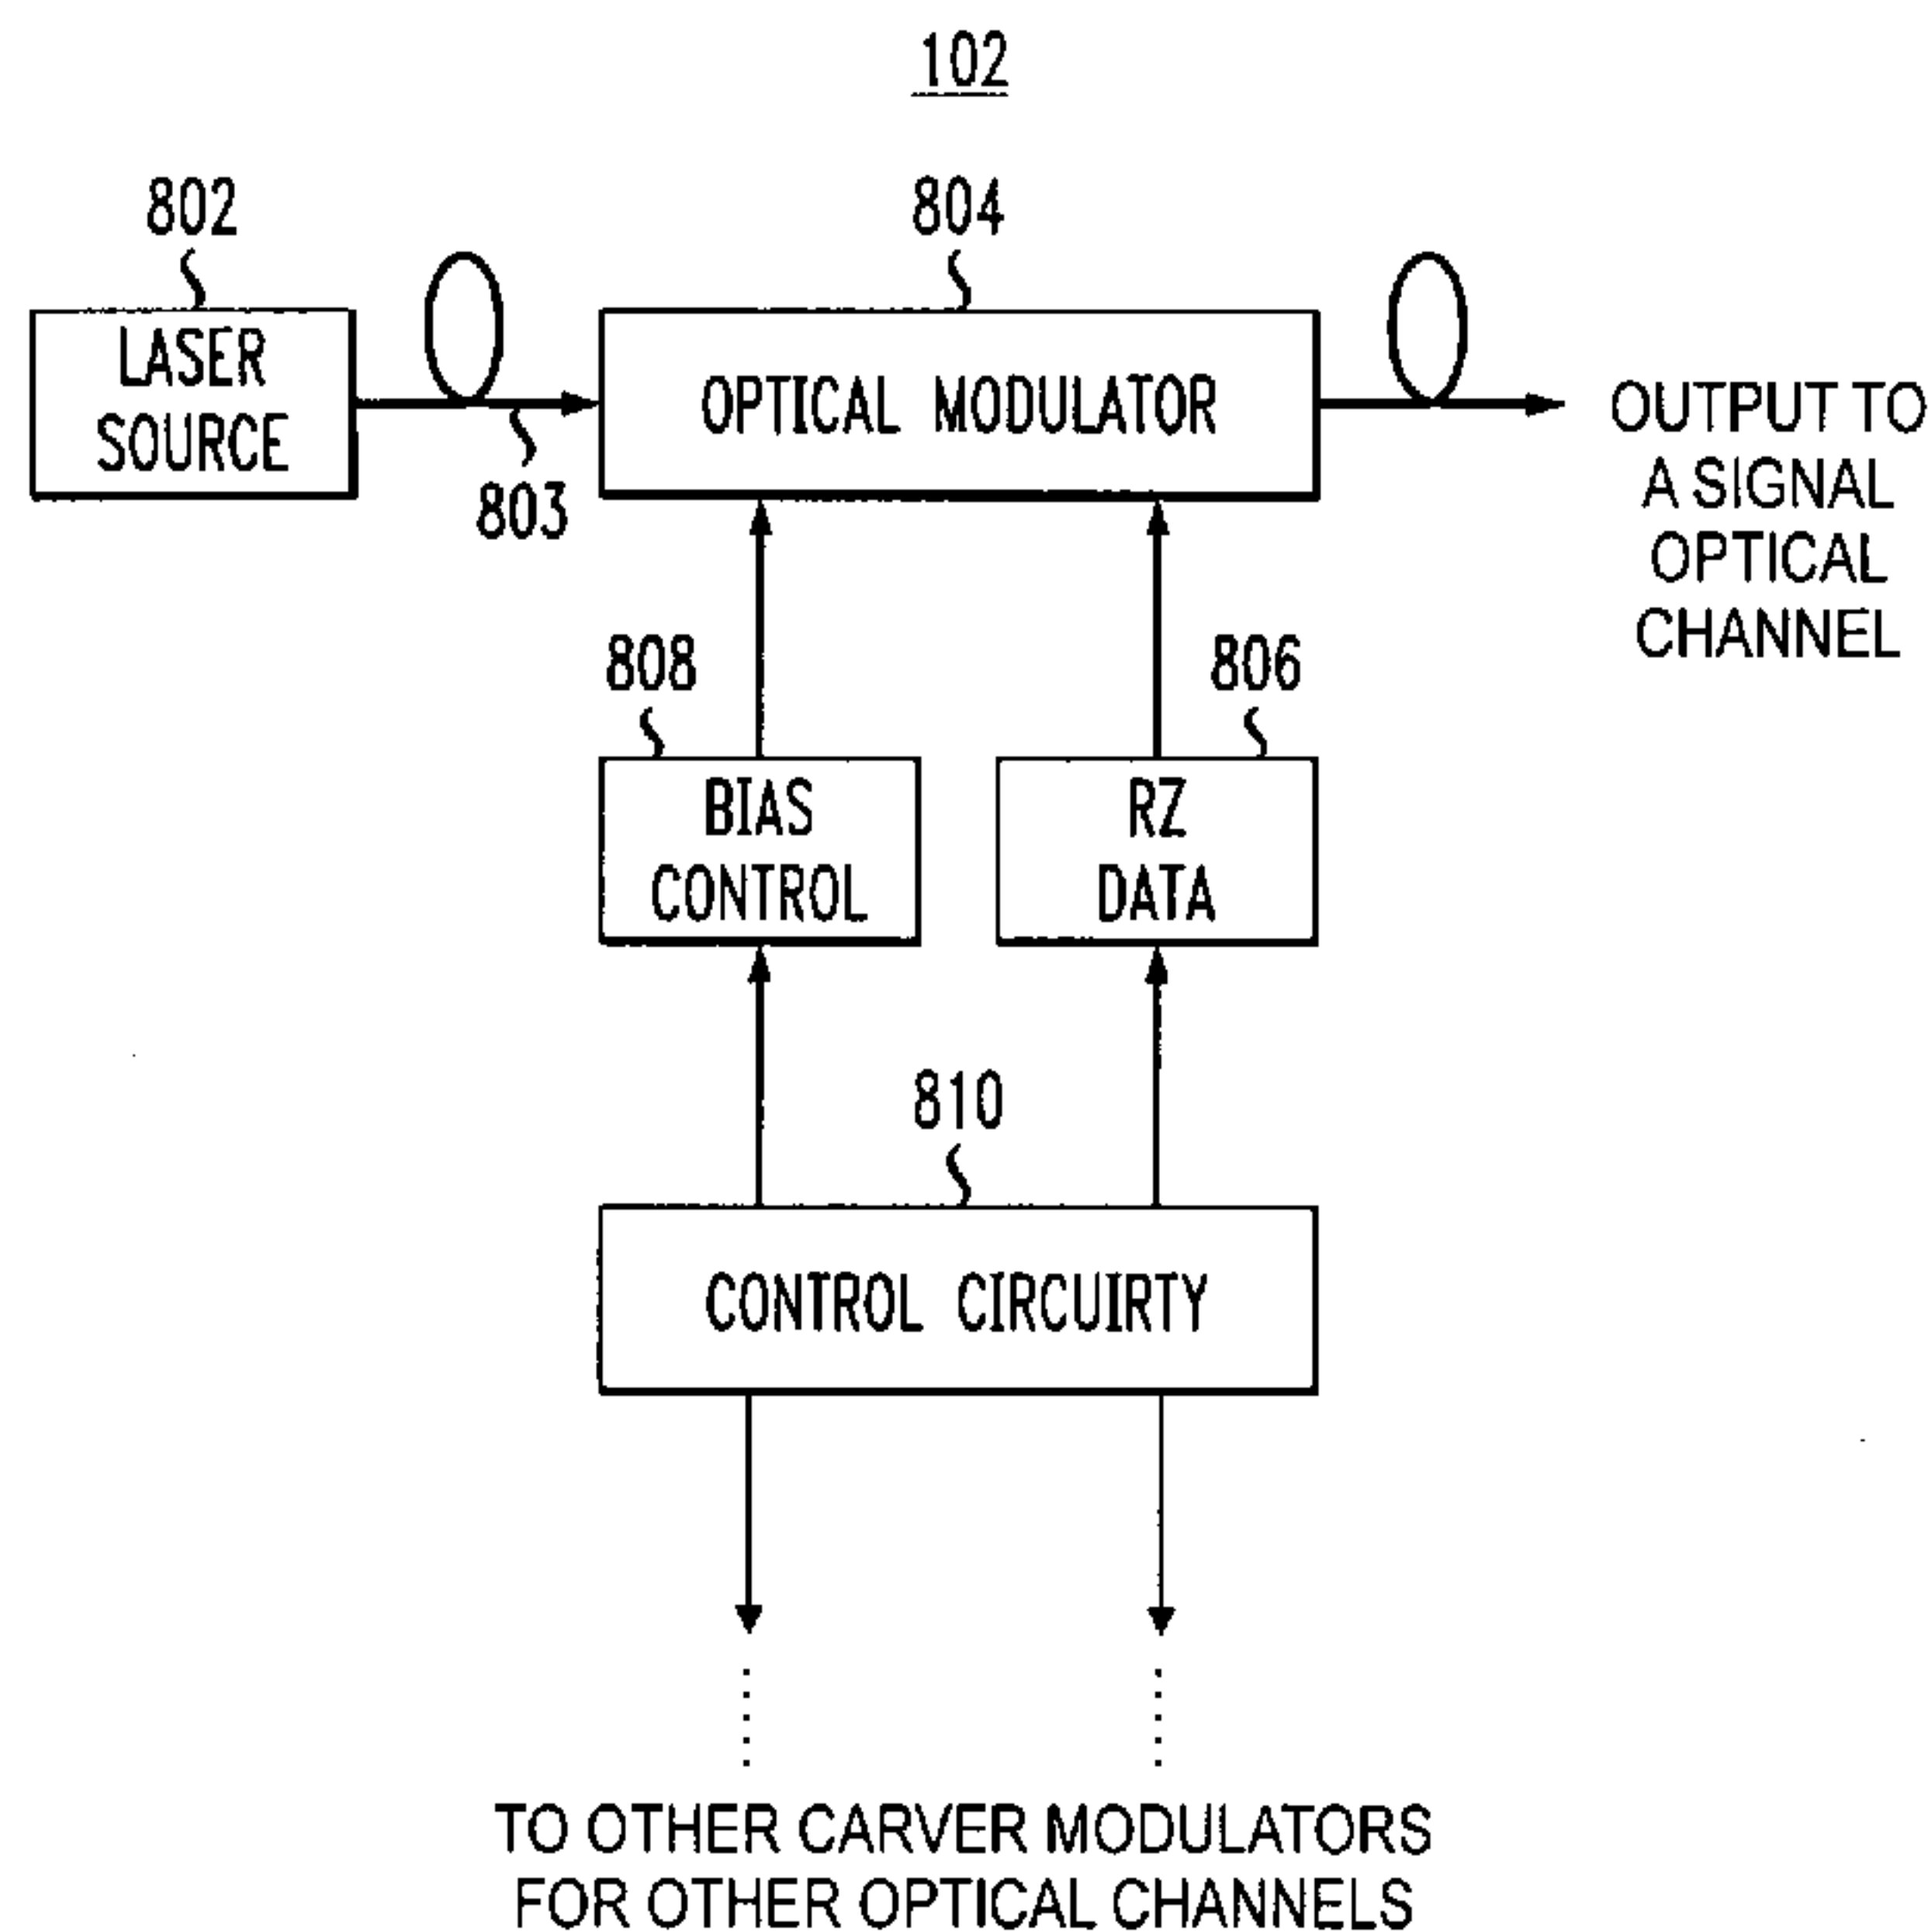 102
802
804
LASER
SOURCE
803
OPTICAL MODULATOR
OUTPUT TO
A SIGNAL
OPTICAL
CHANNEL
808
806
BIAS
CONTROL
RZ
DATA
810
CONTROL CIRCUIRTY
TO OTHER CARVER MODULATORS
FOR OTHER OPTICAL CHANNELS